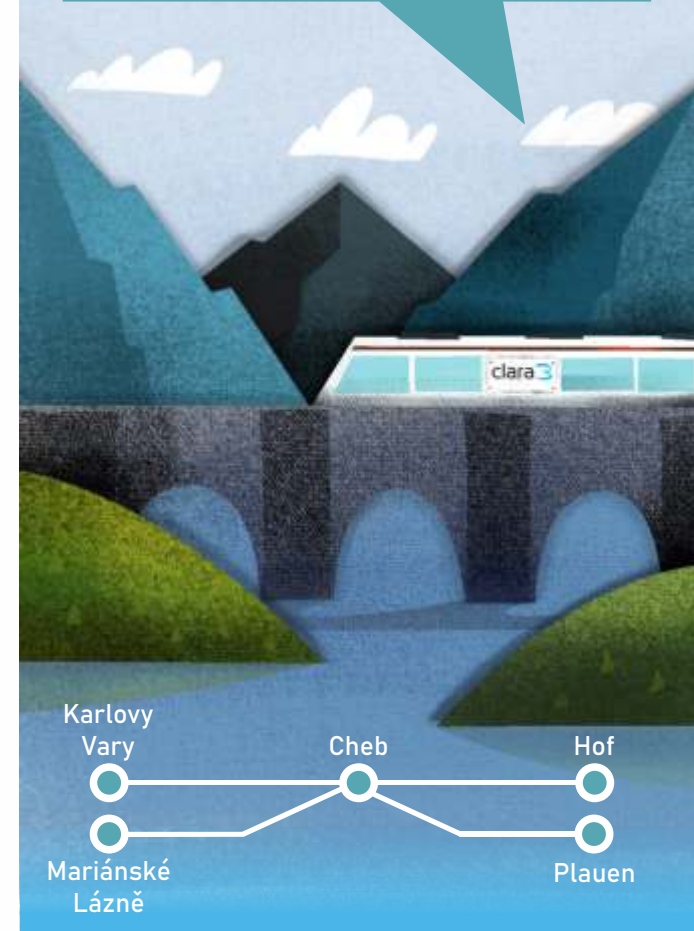 clara3
Karlovy
Vary
Cheb
Hof
Mariánské
Lázně
Plauen